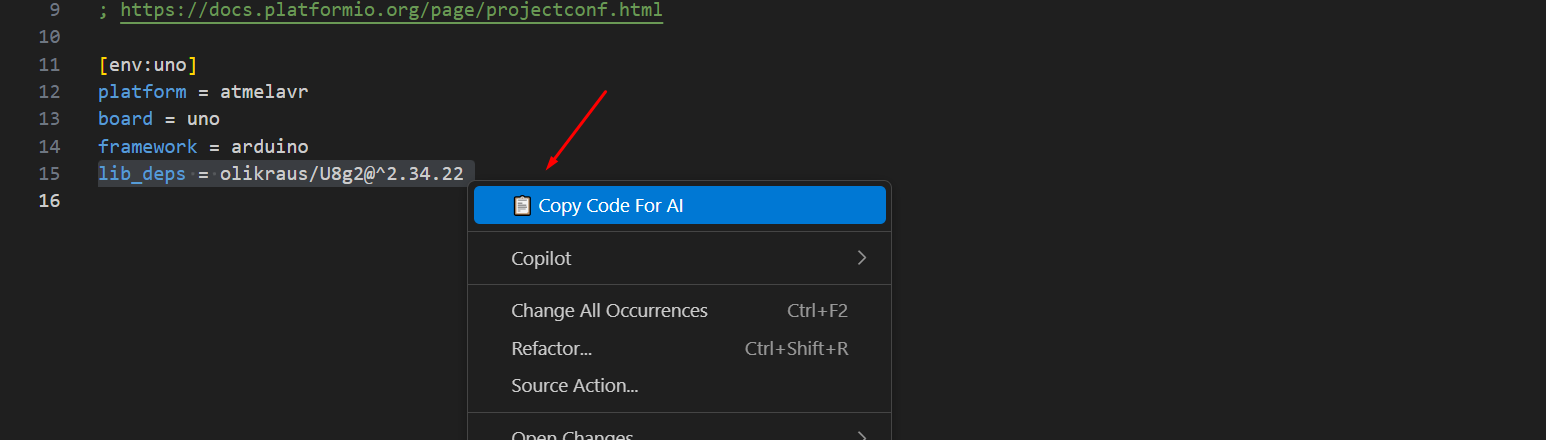 9 ; https://docs.platformio.org/page/projectconf.html
10
11 [env:uno]
12 platform = atmelavr
13 board = uno
14 framework = arduino
15 lib_deps = olikraus/U8g2@^2.34.22
16
📋 Copy Code For AI
Copilot
Change All Occurrences Ctrl+F2
Refactor... Ctrl+Shift+R
Source Action...
Open Changes